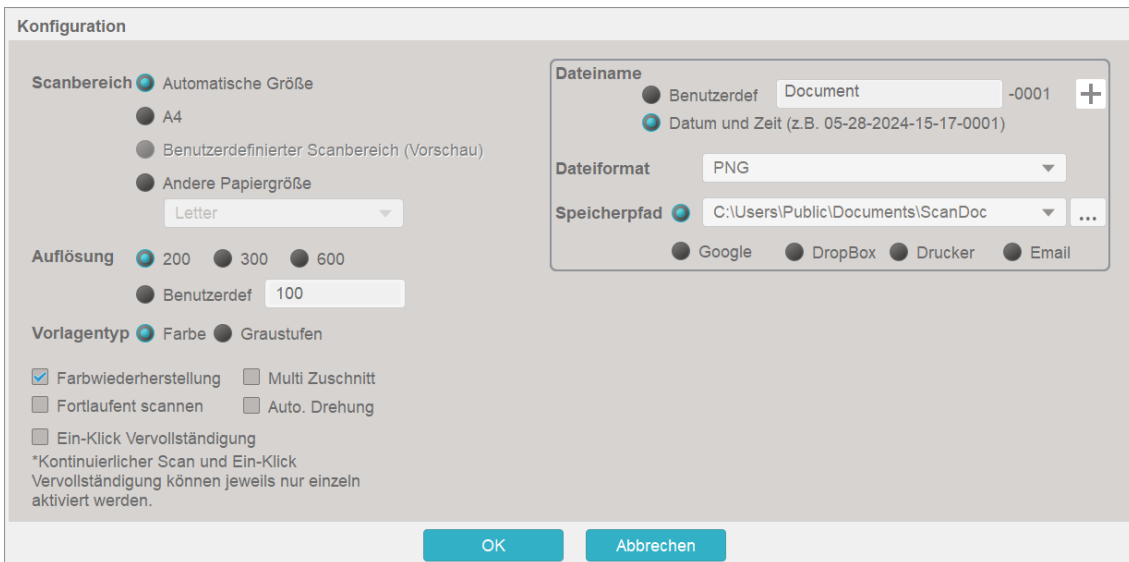 Konfiguration
Scanbereich Automatische Größe
A4
Benutzerdefinierter Scanbereich (Vorschau)
Andere Papiergröße
Letter
Auflösung 200 300 600
Benutzerdef 100
Vorlagentyp Farbe Graustufen
Farbwiederherstellung Multi Zuschnitt
Fortlaufent scannen Auto. Drehung
Ein-Klick Vervollständigung
*Kontinuierlicher Scan und Ein-Klick
Vervollständigung können jeweils nur einzeln
aktiviert werden.
Dateiname
Benutzerdef Document -0001 +
Datum und Zeit (z.B. 05-28-2024-15-17-0001)
Dateiformat PNG
Speicherpfad C:\Users\Public\Documents\ScanDoc ...
Google DropBox Drucker Email
OK Abbrechen